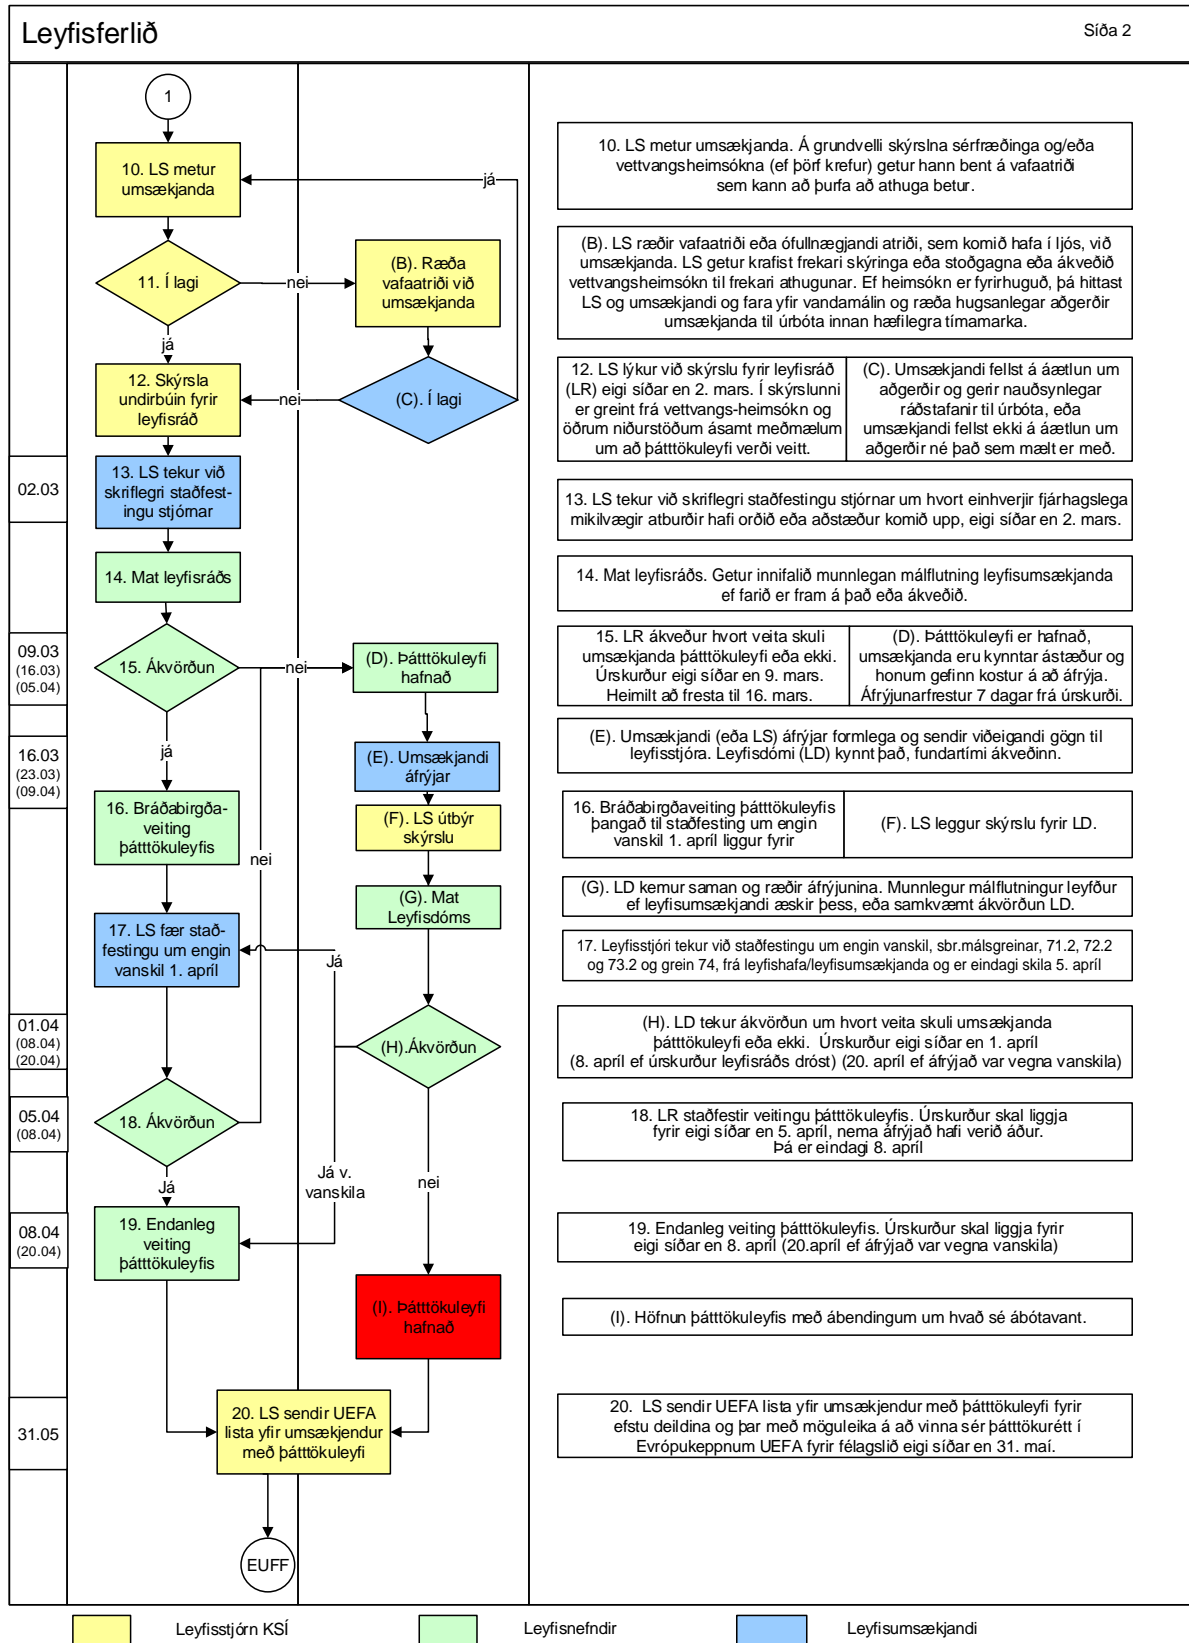 Leyfisferlið
Síða 2
1
10. LS metur
umsækjanda
já
10. LS metur umsækjanda. Á grundvelli skýrslna sérfræðinga og/eða
vettvangsheimsókna (ef þörf krefur) getur hann bent á vafaatriði
sem kann að þurfa að athuga betur.
11. Í lagi
nei
(B). Ræða
vafaatriði við
umsækjanda
(B). LS ræðir vafaatriði eða ófullnægjandi atriði, sem komið hafa í ljós, við
umsækjanda. LS getur krafist frekari skýringa eða stoðgagna eða ákveðið
vettvangsheimsókn til frekari athugunar. Ef heimsókn er fyrirhuguð, þá hittast
LS og umsækjandi og fara yfir vandamálin og ræða hugsanlegar aðgerðir
umsækjanda til úrbóta innan hæfilegra tímamarka.
já
12. Skýrsla
undirbúin fyrir
leyfisráð
nei
(C). Í lagi
12. LS lýkur við skýrslu fyrir leyfisráð
(LR) eigi síðar en 2. mars. Í skýrslunni
er greint frá vettvangs-heimsókn og
öðrum niðurstöðum ásamt meðmælum
um að þátttökuleyfi verði veitt.
(C). Umsækjandi fellst á áætlun um
aðgerðir og gerir nauðsynlegar
ráðstafanir til úrbóta, eða
umsækjandi fellst ekki á áætlun um
aðgerðir né það sem mælt er með.
02.03
13. LS tekur við
skriflegri staðfest-
ingu stjórnar
13. LS tekur við skriflegri staðfestingu stjórnar um hvort einhverjir fjárhagslega
mikilvægir atburðir hafi orðið eða aðstæður komið upp, eigi síðar en 2. mars.
14. Mat leyfisráðs
14. Mat leyfisráðs. Getur innifalið munnlegan málflutning leyfisumsækjanda
ef farið er fram á það eða ákveðið.
09.03
(16.03)
(05.04)
15. Ákvörðun
nei
(D). Þátttökuleyfi
hafnað
15. LR ákveður hvort veita skuli
umsækjanda þátttökuleyfi eða ekki.
Úrskurður eigi síðar en 9. mars.
Heimilt að fresta til 16. mars.
(D). Þátttökuleyfi er hafnað,
umsækjanda eru kynntar ástæður og
honum gefinn kostur á að áfrýja.
Áfrýjunarfrestur 7 dagar frá úrskurði.
16.03
(23.03)
(09.04)
já
(E). Umsækjandi
áfrýjar
(E). Umsækjandi (eða LS) áfrýjar formlega og sendir viðeigandi gögn til
leyfisstjóra. Leyfisdómi (LD) kynnt það, fundartími ákveðinn.
16. Bráðabirgða-
veiting
þátttökuleyfis
nei
(F). LS útbýr
skýrslu
16. Bráðabirgðaveiting þátttökuleyfis
þangað til staðfesting um engin
vanskil 1. apríl liggur fyrir
(F). LS leggur skýrslu fyrir LD.
(G). Mat
Leyfisdóms
(G). LD kemur saman og ræðir áfrýjunina. Munnlegur málflutningur leyfður
ef leyfisumsækjandi æskir þess, eða samkvæmt ákvörðun LD.
17. LS fær stað-
festingu um engin
vanskil 1. apríl
Já
17. Leyfisstjóri tekur við staðfestingu um engin vanskil, sbr.málsgreinar, 71.2, 72.2
og 73.2 og grein 74, frá leyfishafa/leyfisumsækjanda og er eindagi skila 5. apríl
01.04
(08.04)
(20.04)
(H).Ákvörðun
(H). LD tekur ákvörðun um hvort veita skuli umsækjanda
þátttökuleyfi eða ekki.  Úrskurður eigi síðar en 1. apríl
(8. apríl ef úrskurður leyfisráðs dróst) (20. apríl ef áfrýjað var vegna vanskila)
05.04
(08.04)
18. Ákvörðun
18. LR staðfestir veitingu þátttökuleyfis. Úrskurður skal liggja
fyrir eigi síðar en 5. apríl, nema áfrýjað hafi verið áður.
Þá er eindagi 8. apríl
Já
Já v.
vanskila
nei
08.04
(20.04)
19. Endanleg
veiting
þátttökuleyfis
19. Endanleg veiting þátttökuleyfis. Úrskurður skal liggja fyrir
eigi síðar en 8. apríl (20.apríl ef áfrýjað var vegna vanskila)
(I). Þátttökuleyfi
hafnað
(I). Höfnun þátttökuleyfis með ábendingum um hvað sé ábótavant.
31.05
20. LS sendir UEFA
lista yfir umsækjendur
með þátttökuleyfi
20.  LS sendir UEFA lista yfir umsækjendur með þátttökuleyfi fyrir
efstu deildina og þar með möguleika á að vinna sér þátttökurétt í
Evrópukeppnum UEFA fyrir félagslið eigi síðar en 31. maí.
EUFF
Leyfisstjórn KSÍ
Leyfisnefndir
Leyfisumsækjandi